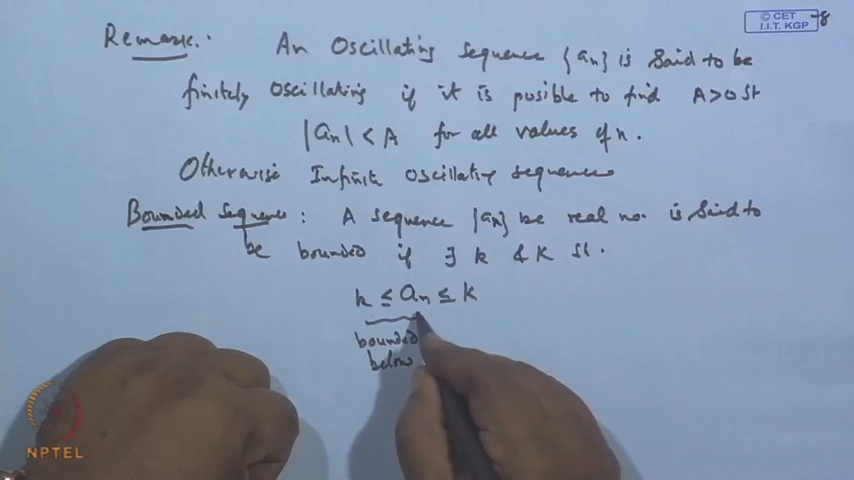 © CET
I.I.T. KGP
Remark: An Oscillating sequence {an} is said to be
finitely oscillating if it is posible to find A>0 st
|an| < A for all values of n.
Otherwise Infinite oscillating sequence
Bounded Sequence : A sequence {an} be real no. is said to
be bounded if ∃ k & K st.
k ≤ an ≤ K
bounded
below
NPTEL